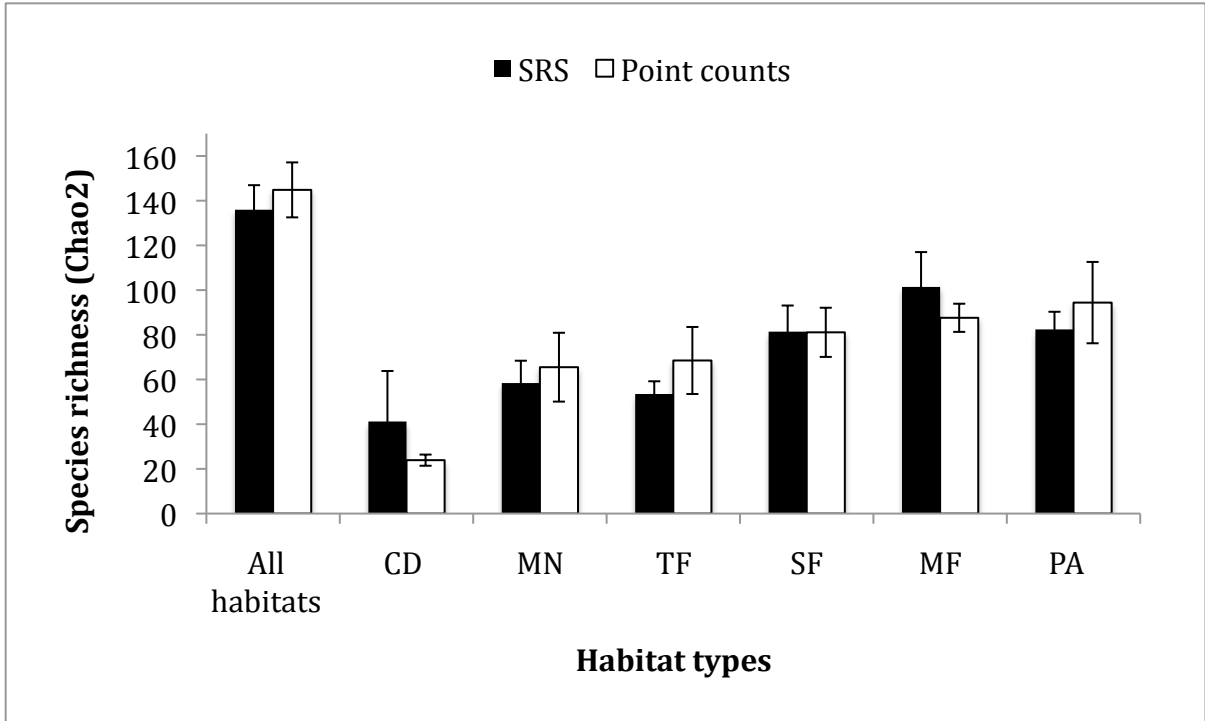 SRS Point counts
Species richness (Chao2)
160
140
120
100
80
60
40
20
0
All habitats CD MN TF SF MF PA
Habitat types